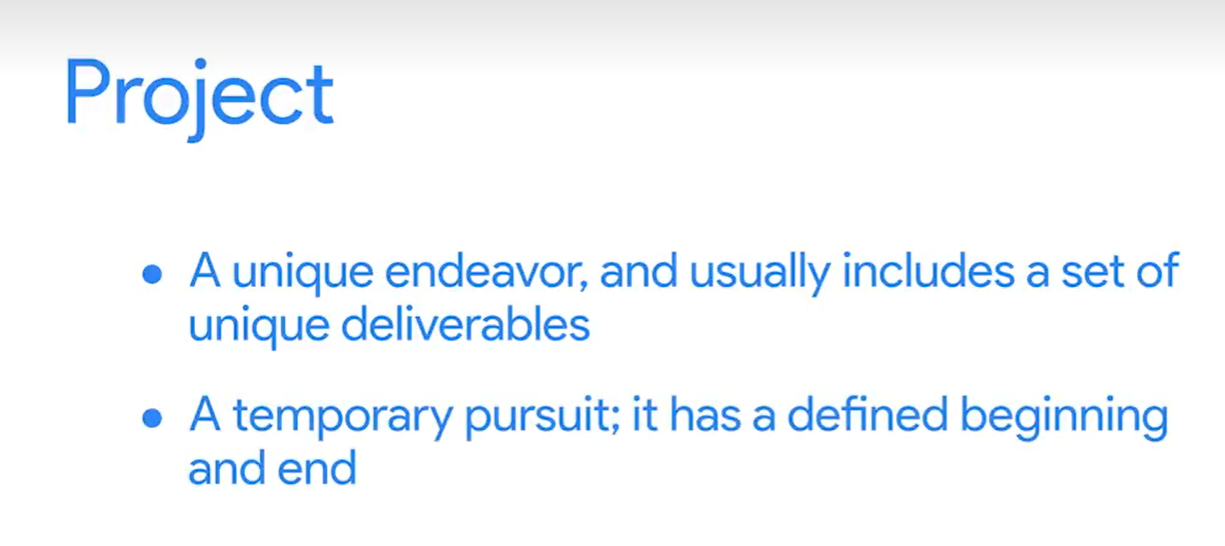 Project
● A unique endeavor, and usually includes a set of
unique deliverables
● A temporary pursuit; it has a defined beginning
and end